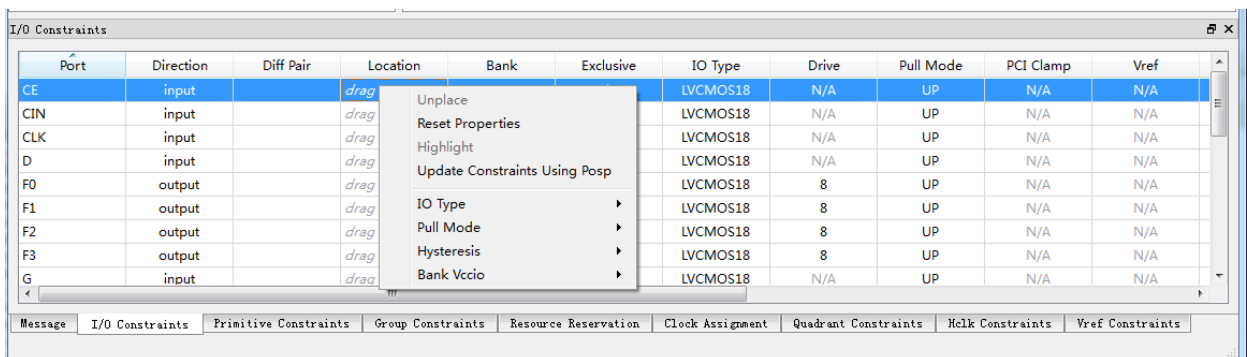 I/O Constraints
Port Direction Diff Pair Location Bank Exclusive IO Type Drive Pull Mode PCI Clamp Vref
CE input drag LVCMOS18 N/A UP N/A N/A
Unplace
CIN input drag LVCMOS18 N/A UP N/A N/A
Reset Properties
CLK input drag LVCMOS18 N/A UP N/A N/A
Highlight
D input drag LVCMOS18 N/A UP N/A N/A
Update Constraints Using Posp
F0 output drag LVCMOS18 8 UP N/A N/A
IO Type
F1 output drag LVCMOS18 8 UP N/A N/A
Pull Mode
F2 output drag LVCMOS18 8 UP N/A N/A
Hysteresis
F3 output drag LVCMOS18 8 UP N/A N/A
Bank Vccio
G input drag LVCMOS18 N/A UP N/A N/A
Message I/O Constraints Primitive Constraints Group Constraints Resource Reservation Clock Assignment Quadrant Constraints Hclk Constraints Vref Constraints